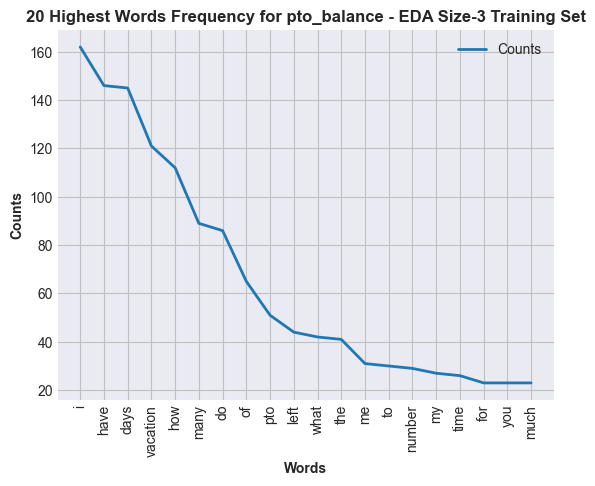 20 Highest Words Frequency for pto_balance - EDA Size-3 Training Set
Counts
160
140
120
100
80
60
40
20
Counts
i
have
days
vacation
how
many
do
of
pto
left
what
the
me
to
number
my
time
for
you
much
Words